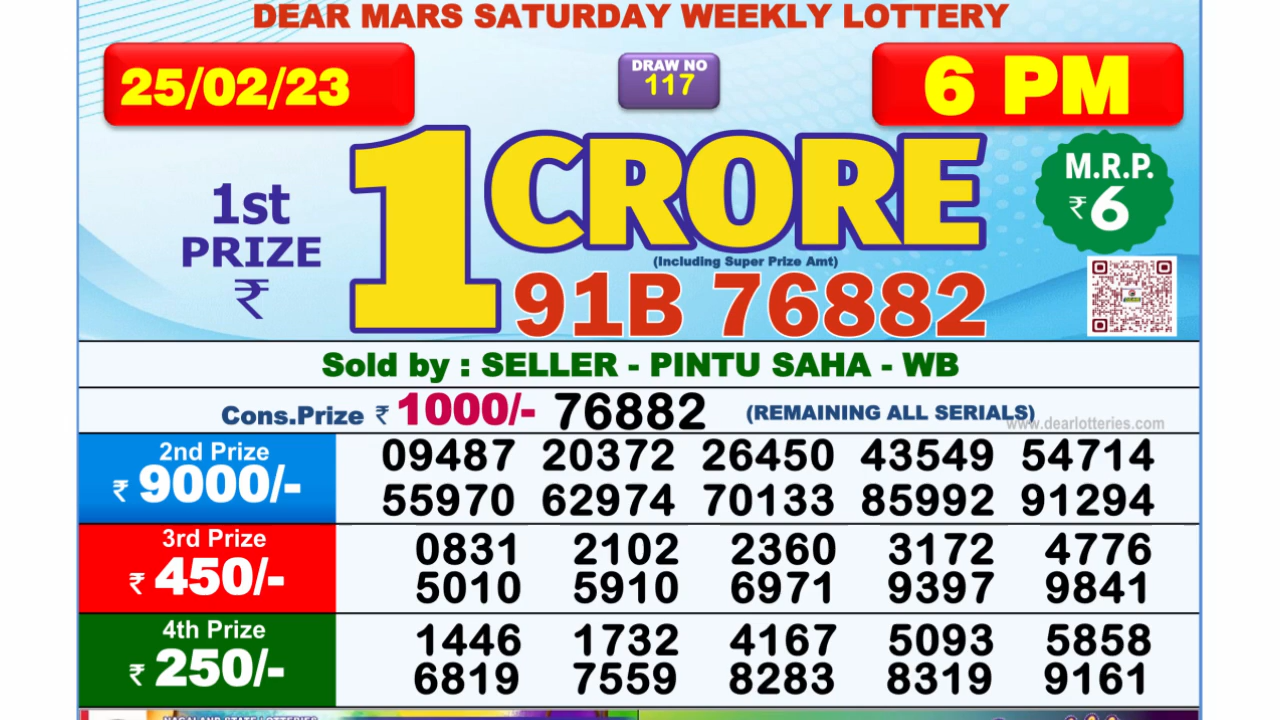 DEAR MARS SATURDAY WEEKLY LOTTERY
25/02/23
DRAW NO
117
6 PM
1st
PRIZE
₹
1 CRORE
(Including Super Prize Amt)
91B 76882
M.R.P.
₹6
Sold by : SELLER - PINTU SAHA - WB
Cons.Prize ₹ 1000/- 76882 (REMAINING ALL SERIALS)
www.dearlotteries.com
2nd Prize
₹ 9000/-
09487 20372 26450 43549 54714
55970 62974 70133 85992 91294
3rd Prize
₹ 450/-
0831 2102 2360 3172 4776
5010 5910 6971 9397 9841
4th Prize
₹ 250/-
1446 1732 4167 5093 5858
6819 7559 8283 8319 9161
NAGALAND STATE LOTTERIES